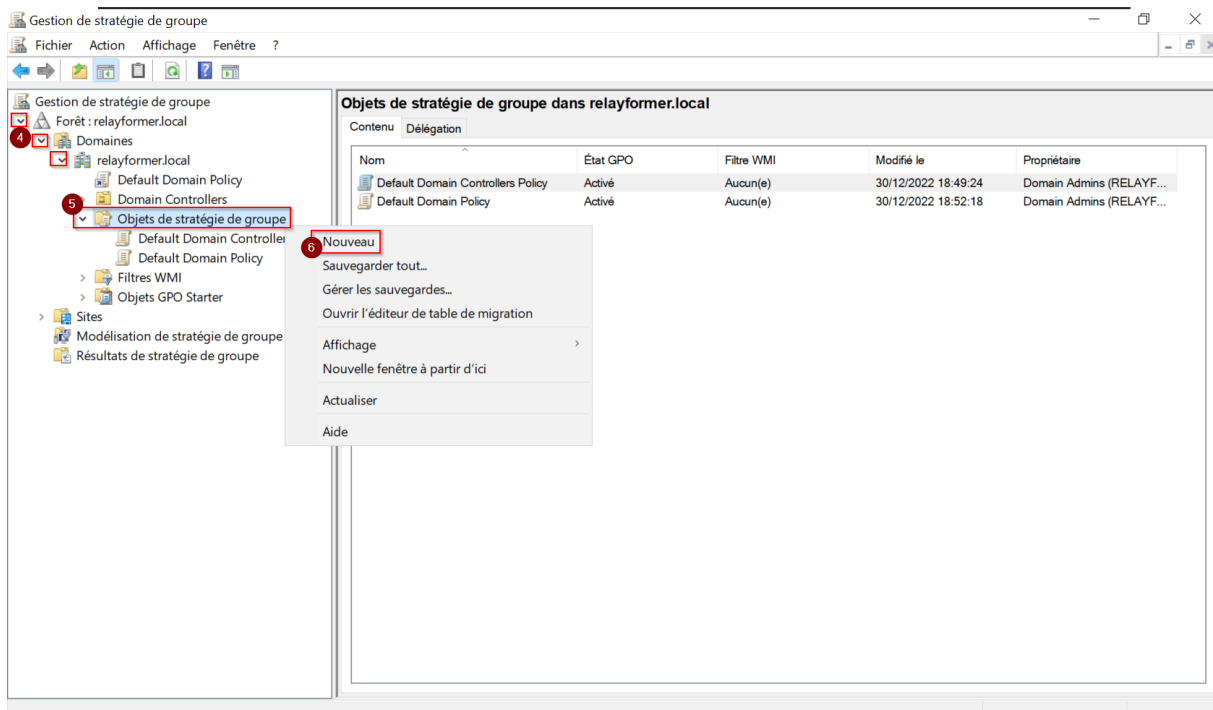 Gestion de stratégie de groupe
Fichier Action Affichage Fenêtre ?
Gestion de stratégie de groupe
Forêt : relayformer.local
4
Domaines
relayformer.local
Default Domain Policy
Domain Controllers
5
Objets de stratégie de groupe
Default Domain Controller
Default Domain Policy
Filtres WMI
Objets GPO Starter
Sites
Modélisation de stratégie de groupe
Résultats de stratégie de groupe
Objets de stratégie de groupe dans relayformer.local
Contenu Délégation
Nom État GPO Filtre WMI Modifié le Propriétaire
Default Domain Controllers Policy Activé Aucun(e) 30/12/2022 18:49:24 Domain Admins (RELAYF...
Default Domain Policy Activé Aucun(e) 30/12/2022 18:52:18 Domain Admins (RELAYF...
6
Nouveau
Sauvegarder tout...
Gérer les sauvegardes...
Ouvrir l'éditeur de table de migration
Affichage
Nouvelle fenêtre à partir d'ici
Actualiser
Aide